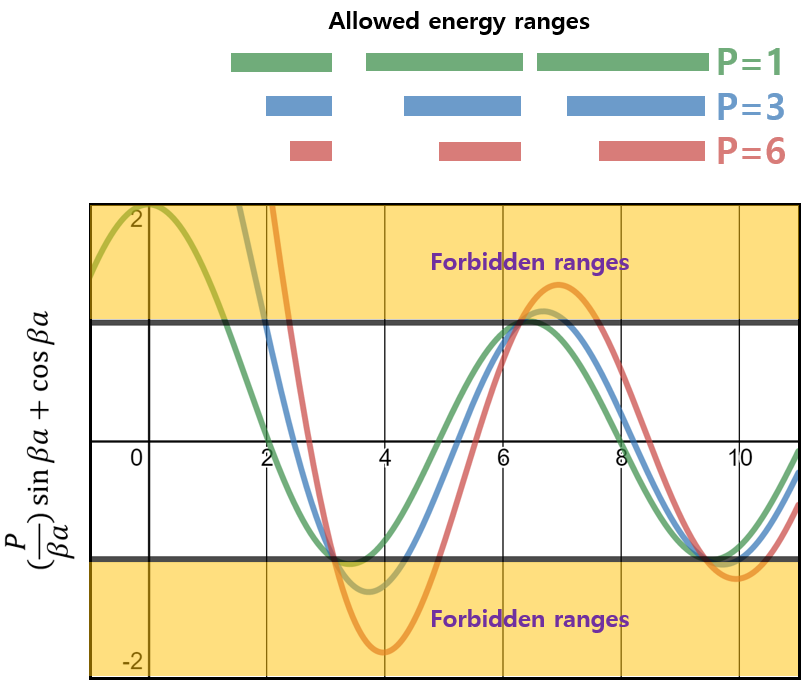 Allowed energy ranges
P=1
P=3
P=6
2
Forbidden ranges
(P/βa) sin βa + cos βa
0 2 4 6 8 10
Forbidden ranges
-2